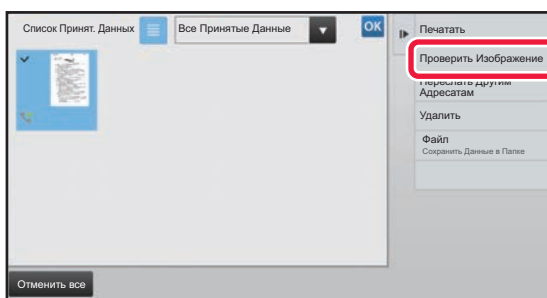 Список Принят. Данных
Все Принятые Данные
OK
Печатать
Проверить Изображение
Переслать Другим
Адресатам
Удалить
Файл
Сохранить Данные в Папке
Отменить все